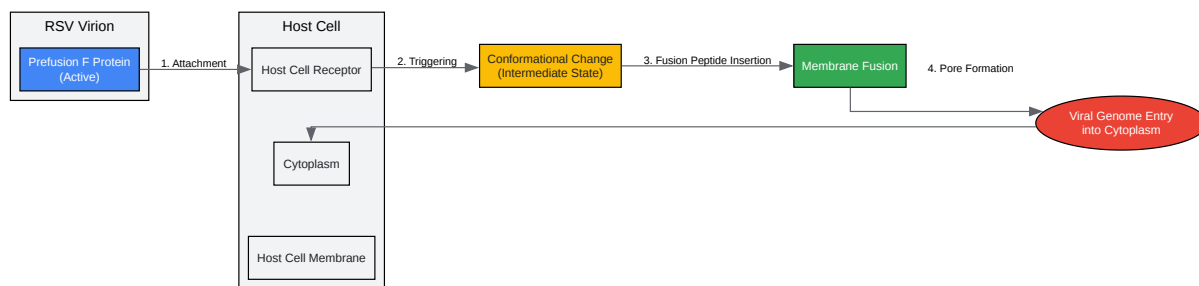 RSV Virion
Prefusion F Protein
(Active)
1. Attachment
Host Cell
Host Cell Receptor
2. Triggering
Conformational Change
(Intermediate State)
3. Fusion Peptide Insertion
Membrane Fusion
4. Pore Formation
Viral Genome Entry
into Cytoplasm
Cytoplasm
Host Cell Membrane